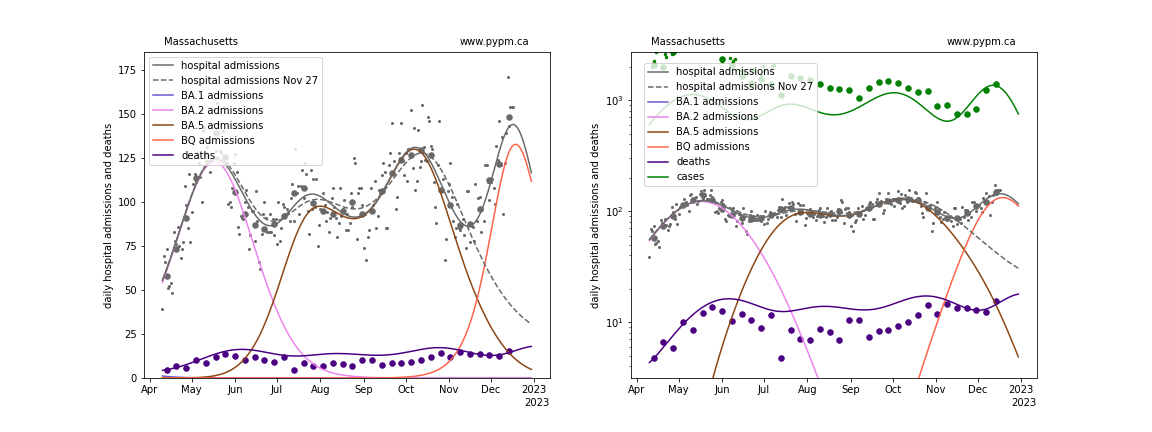 Massachusetts www.pypm.ca
daily hospital admissions and deaths
175
150
125
100
75
50
25
0
hospital admissions
hospital admissions Nov 27
BA.1 admissions
BA.2 admissions
BA.5 admissions
BQ admissions
deaths
Apr May Jun Jul Aug Sep Oct Nov Dec 2023
2023
Massachusetts www.pypm.ca
daily hospital admissions and deaths
10³
10²
10¹
hospital admissions
hospital admissions Nov 27
BA.1 admissions
BA.2 admissions
BA.5 admissions
BQ admissions
deaths
cases
Apr May Jun Jul Aug Sep Oct Nov Dec 2023
2023